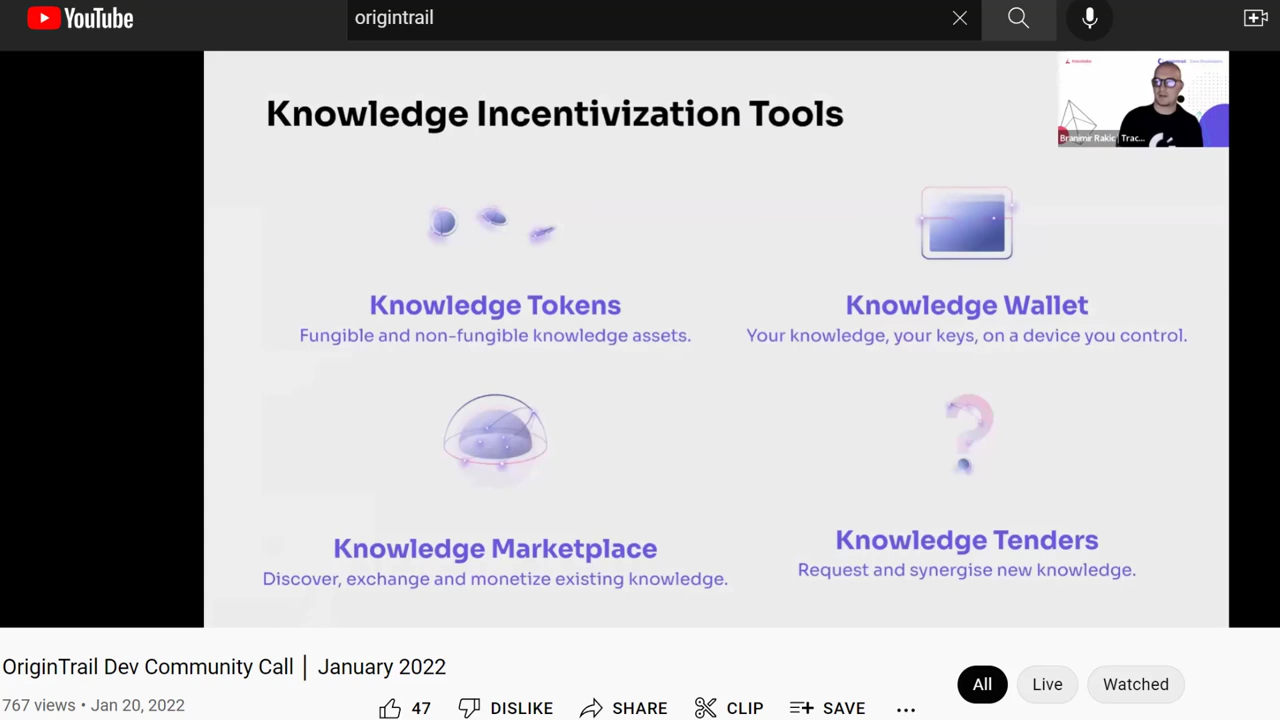 YouTube
origintrail
Knowledge Incentivization Tools
Branimir Rakic | Trac...
Knowledge Tokens
Fungible and non-fungible knowledge assets.
Knowledge Wallet
Your knowledge, your keys, on a device you control.
Knowledge Marketplace
Discover, exchange and monetize existing knowledge.
Knowledge Tenders
Request and synergise new knowledge.
OriginTrail Dev Community Call │ January 2022
767 views • Jan 20, 2022
47
DISLIKE
SHARE
CLIP
SAVE
...
All
Live
Watched